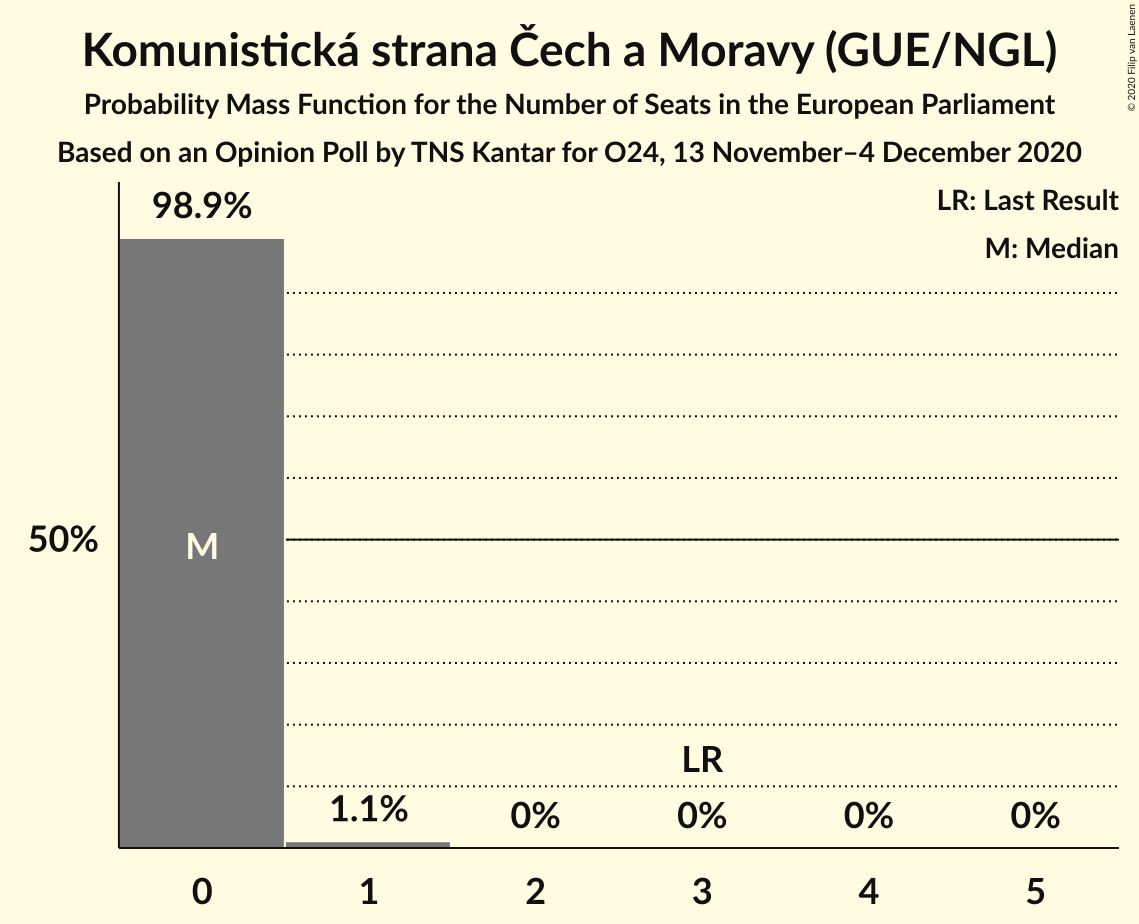 Komunistická strana Čech a Moravy (GUE/NGL)
Probability Mass Function for the Number of Seats in the European Parliament
Based on an Opinion Poll by TNS Kantar for O24, 13 November–4 December 2020
© 2020 Filip van Laenen
LR: Last Result
M: Median
98.9%
50%
M
LR
1.1%
0%
0%
0%
0%
0
1
2
3
4
5